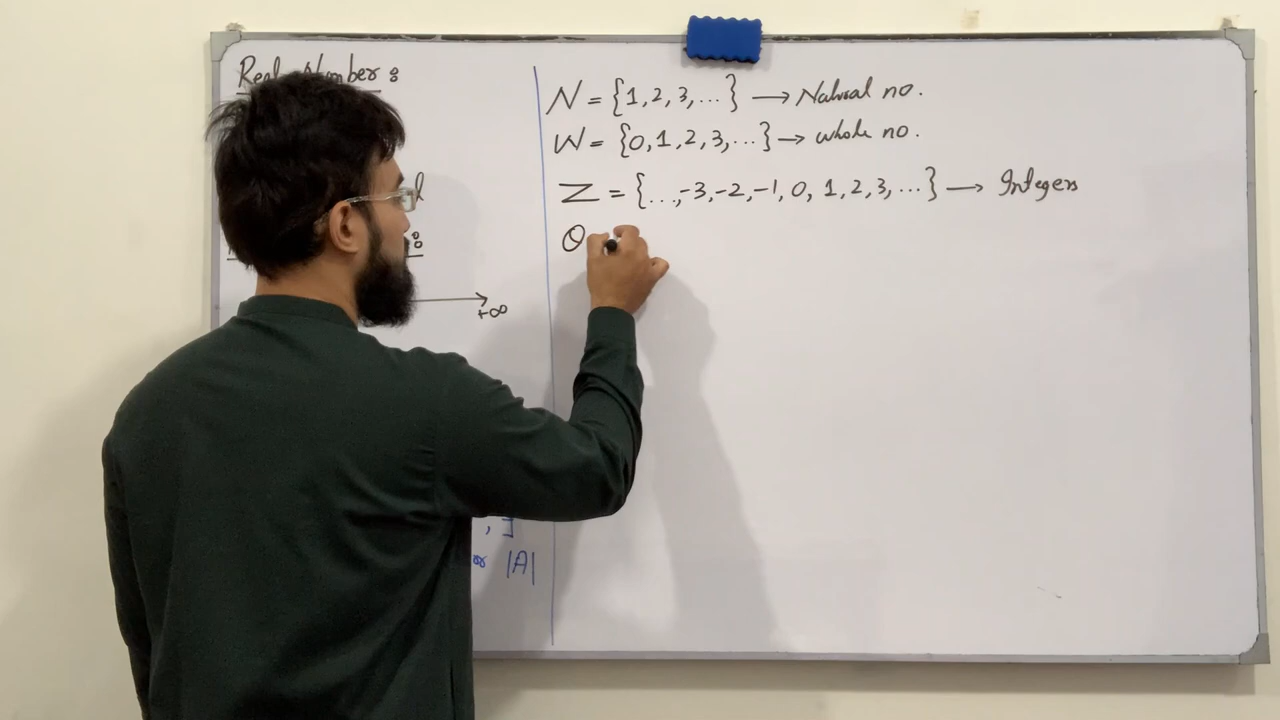 Real Number :
:
+∞
, }
or |A|
N = {1, 2, 3, ... } → Natural no.
W = {0, 1, 2, 3, ... } → whole no.
Z = {..., -3, -2, -1, 0, 1, 2, 3, ... } → Integers
Q